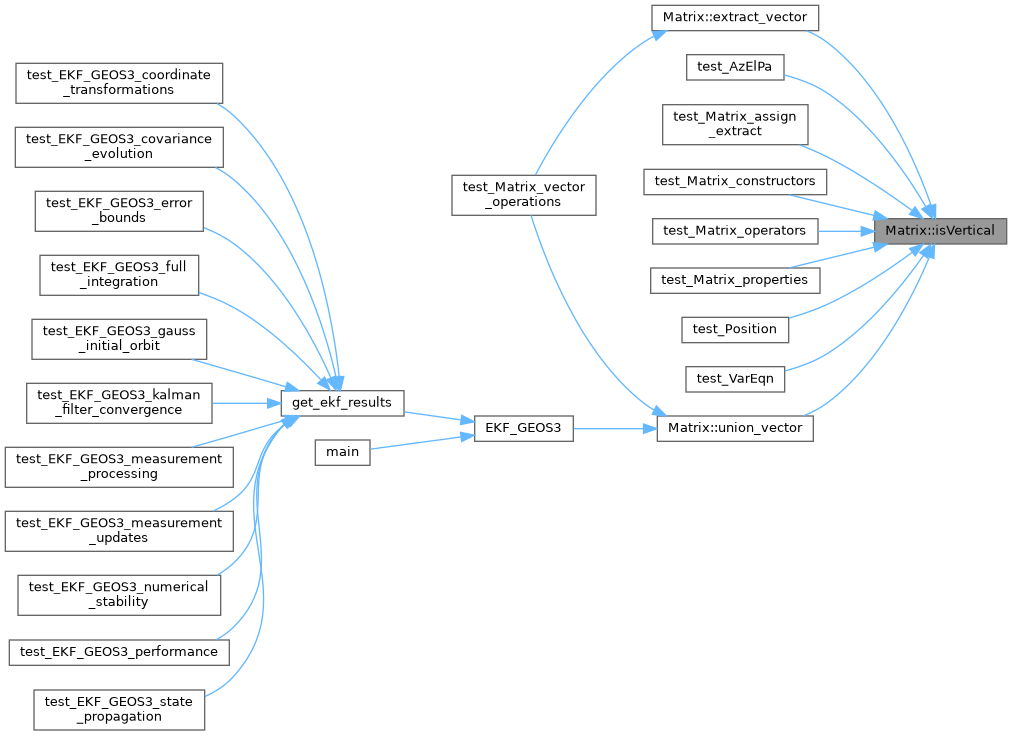 Matrix::extract_vector
test_AzElPa
test_EKF_GEOS3_coordinate
_transformations
test_Matrix_assign
_extract
test_EKF_GEOS3_covariance
_evolution
test_Matrix_constructors
test_Matrix_vector
_operations
test_EKF_GEOS3_error
_bounds
test_Matrix_operators
Matrix::isVertical
test_EKF_GEOS3_full
_integration
test_Matrix_properties
test_EKF_GEOS3_gauss
_initial_orbit
test_Position
test_VarEqn
test_EKF_GEOS3_kalman
_filter_convergence
get_ekf_results
EKF_GEOS3
Matrix::union_vector
main
test_EKF_GEOS3_measurement
_processing
test_EKF_GEOS3_measurement
_updates
test_EKF_GEOS3_numerical
_stability
test_EKF_GEOS3_performance
test_EKF_GEOS3_state
_propagation